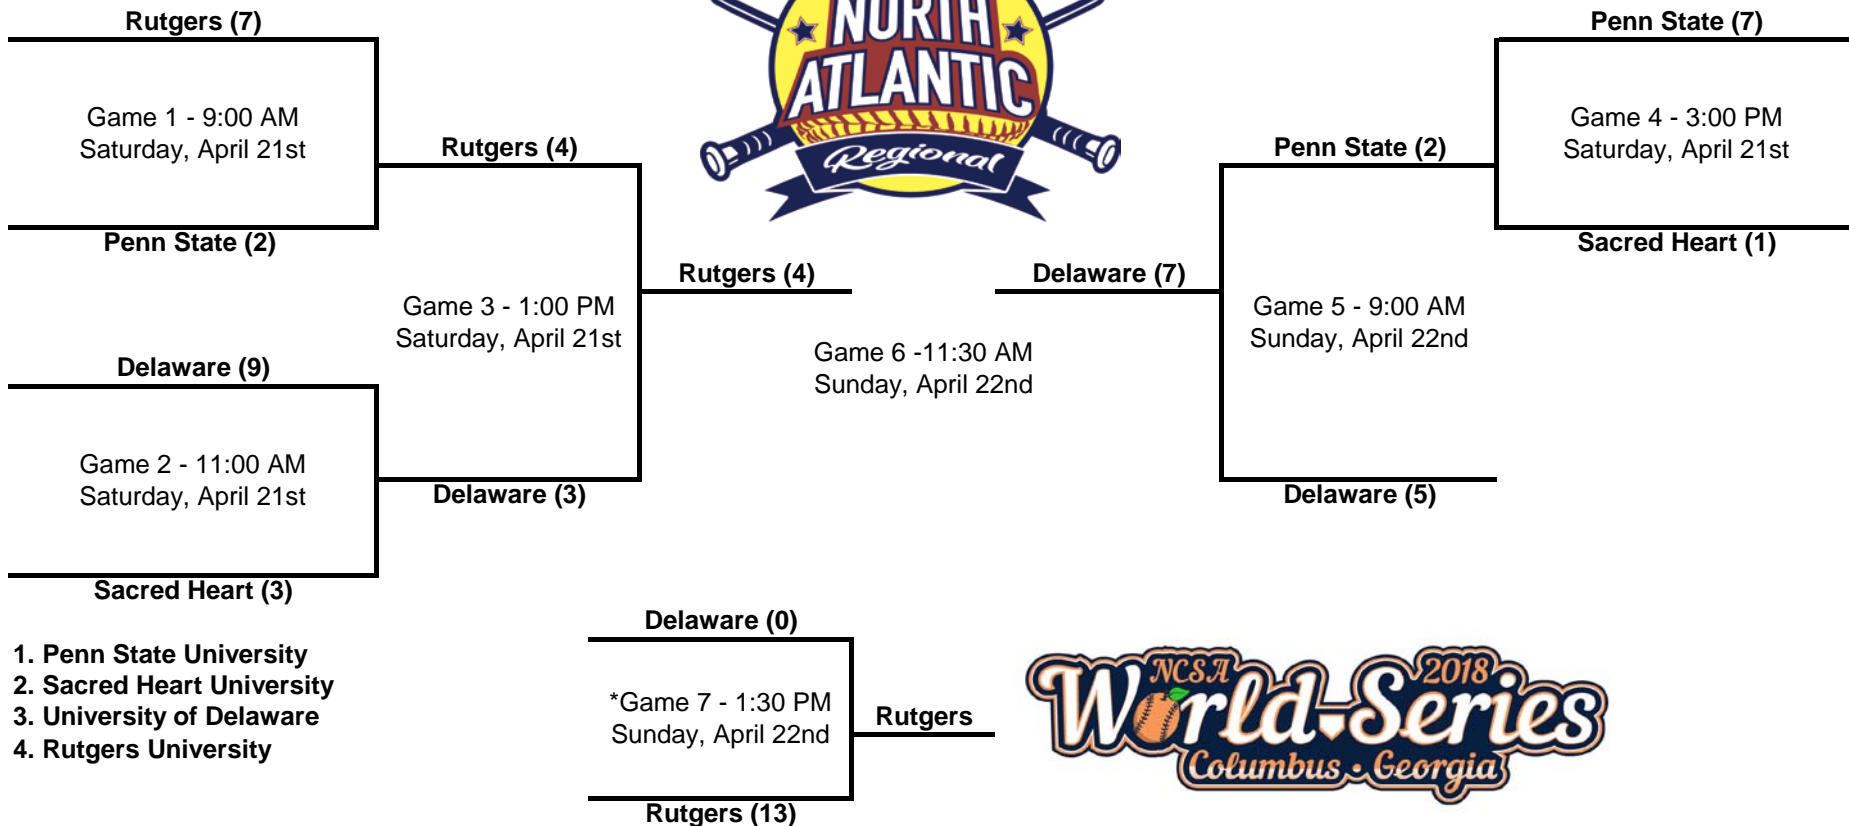 Rutgers (7)
Game 1 - 9:00 AM
Saturday, April 21st
Penn State (2)
Rutgers (4)
Game 3 - 1:00 PM
Saturday, April 21st
Delaware (9)
Game 2 - 11:00 AM
Saturday, April 21st
Sacred Heart (3)
Delaware (3)
NORTH
ATLANTIC
Regional
Rutgers (4)
Delaware (7)
Game 6 -11:30 AM
Sunday, April 22nd
Penn State (7)
Game 4 - 3:00 PM
Saturday, April 21st
Sacred Heart (1)
Penn State (2)
Game 5 - 9:00 AM
Sunday, April 22nd
Delaware (5)
1. Penn State University
2. Sacred Heart University
3. University of Delaware
4. Rutgers University
Delaware (0)
*Game 7 - 1:30 PM
Sunday, April 22nd
Rutgers
Rutgers (13)
NCSA 2018
World Series
Columbus • Georgia